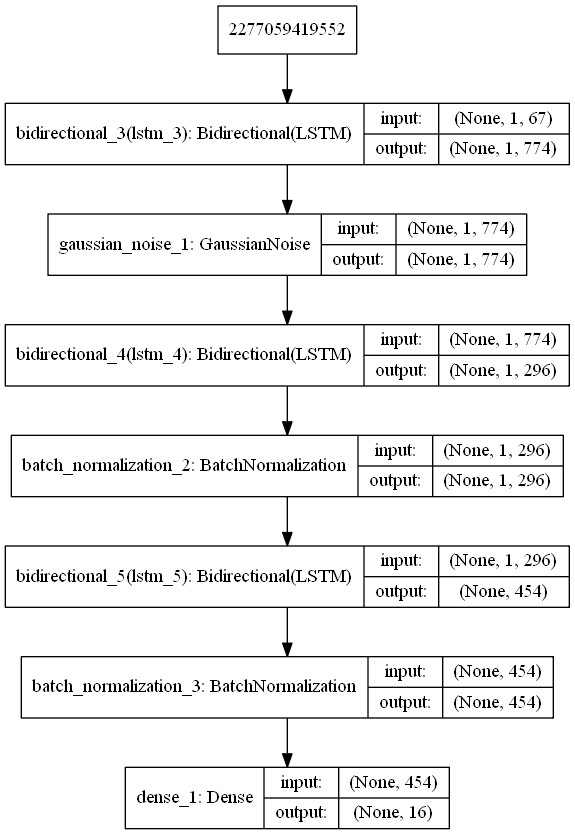 2277059419552
bidirectional_3(lstm_3): Bidirectional(LSTM)
input: (None, 1, 67)
output: (None, 1, 774)
gaussian_noise_1: GaussianNoise
input: (None, 1, 774)
output: (None, 1, 774)
bidirectional_4(lstm_4): Bidirectional(LSTM)
input: (None, 1, 774)
output: (None, 1, 296)
batch_normalization_2: BatchNormalization
input: (None, 1, 296)
output: (None, 1, 296)
bidirectional_5(lstm_5): Bidirectional(LSTM)
input: (None, 1, 296)
output: (None, 454)
batch_normalization_3: BatchNormalization
input: (None, 454)
output: (None, 454)
dense_1: Dense
input: (None, 454)
output: (None, 16)